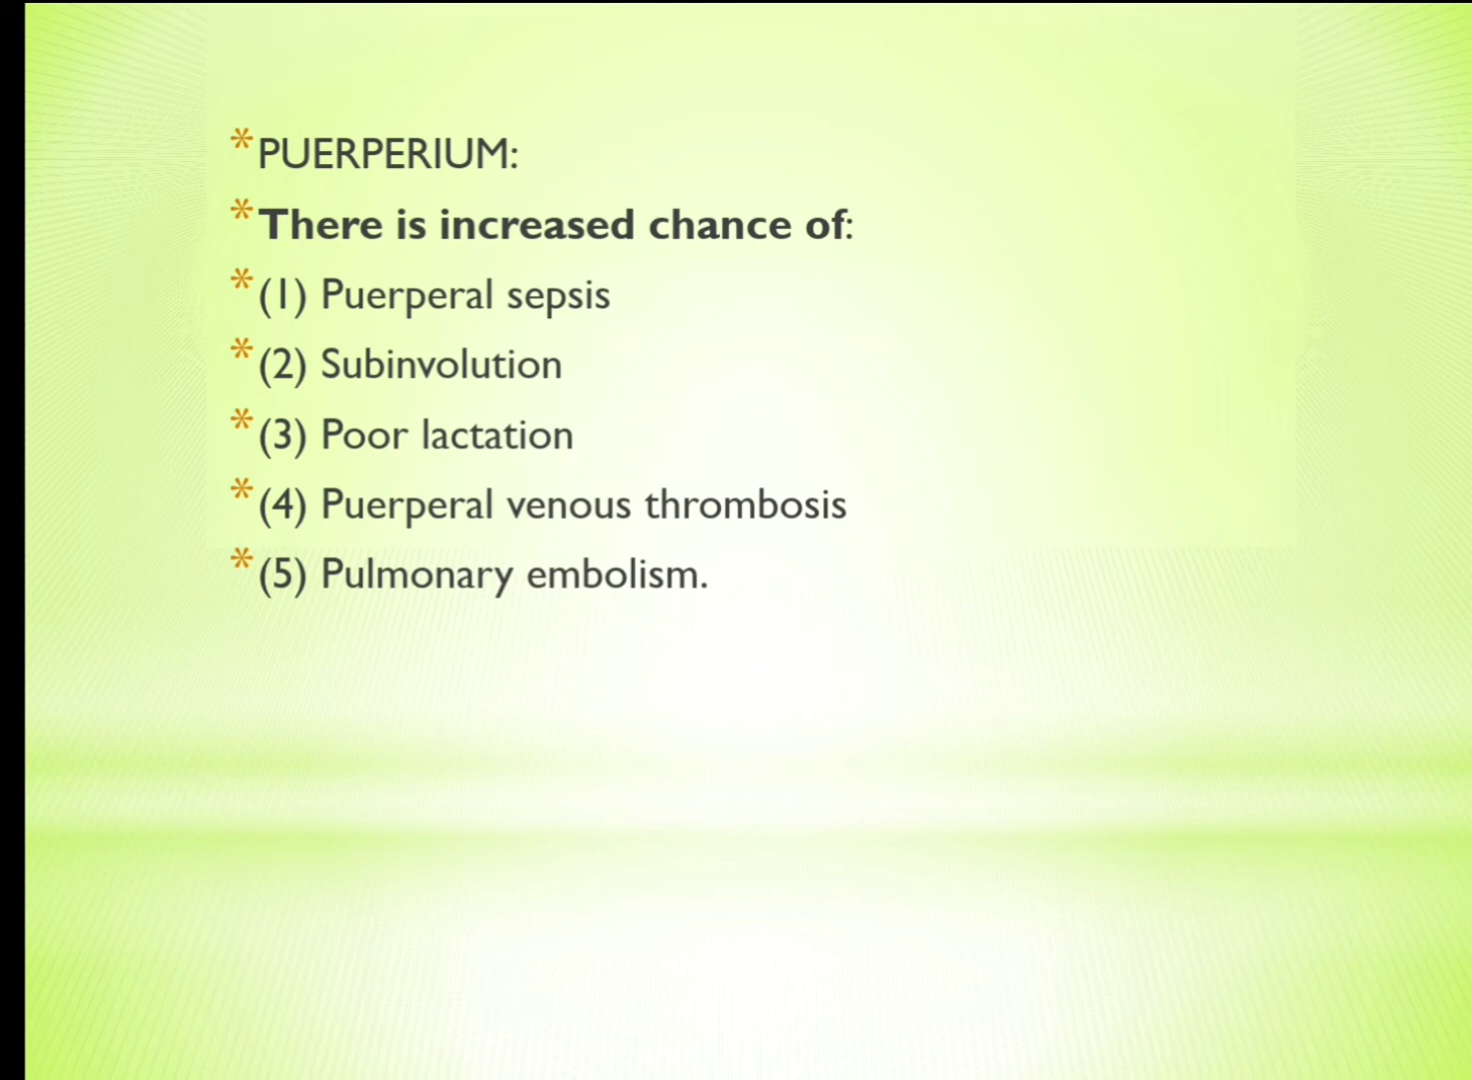 *PUERPERIUM:
*There is increased chance of:
*(1) Puerperal sepsis
*(2) Subinvolution
*(3) Poor lactation
*(4) Puerperal venous thrombosis
*(5) Pulmonary embolism.